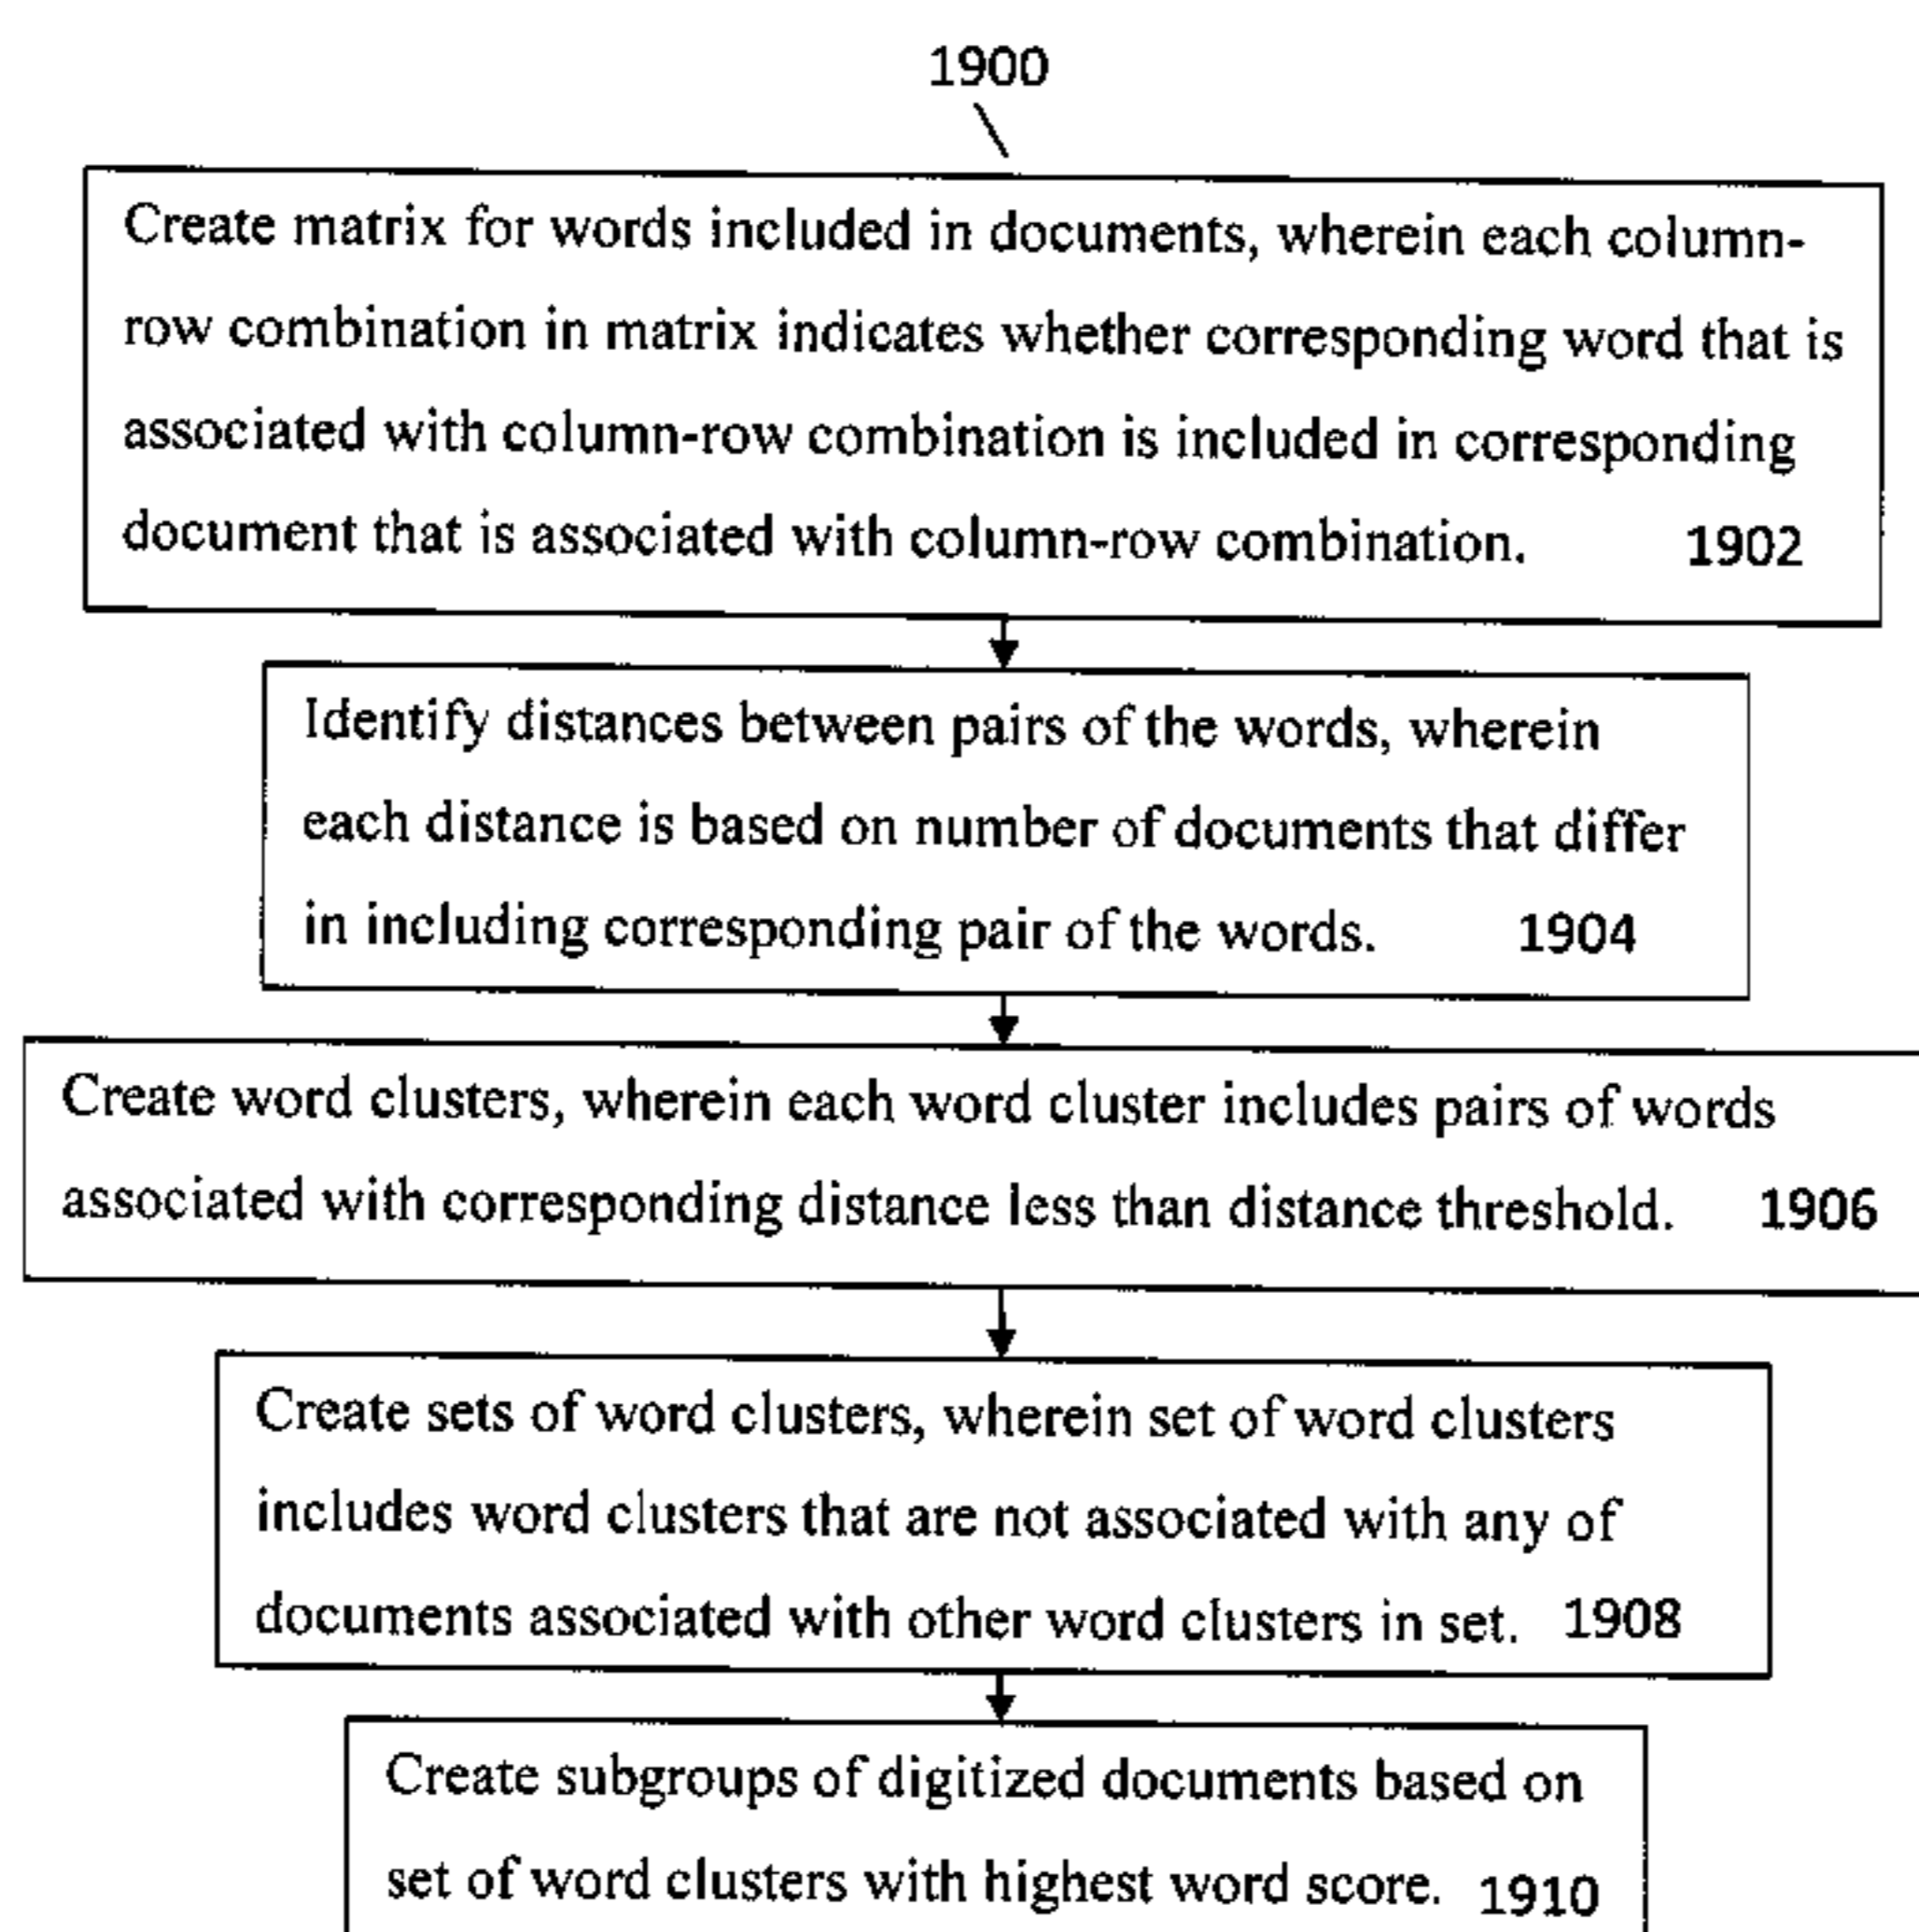 1900
Create matrix for words included in documents, wherein each column-
row combination in matrix indicates whether corresponding word that is
associated with column-row combination is included in corresponding
document that is associated with column-row combination. 1902
Identify distances between pairs of the words, wherein
each distance is based on number of documents that differ
in including corresponding pair of the words. 1904
Create word clusters, wherein each word cluster includes pairs of words
associated with corresponding distance less than distance threshold. 1906
Create sets of word clusters, wherein set of word clusters
includes word clusters that are not associated with any of
documents associated with other word clusters in set. 1908
Create subgroups of digitized documents based on
set of word clusters with highest word score. 1910